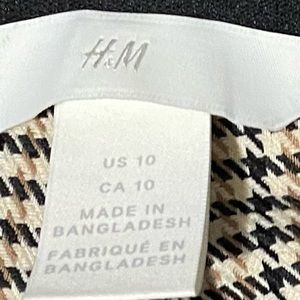 H&M
US 10
CA 10
MADE IN
BANGLADESH
FABRIQUÉ EN
BANGLADESH